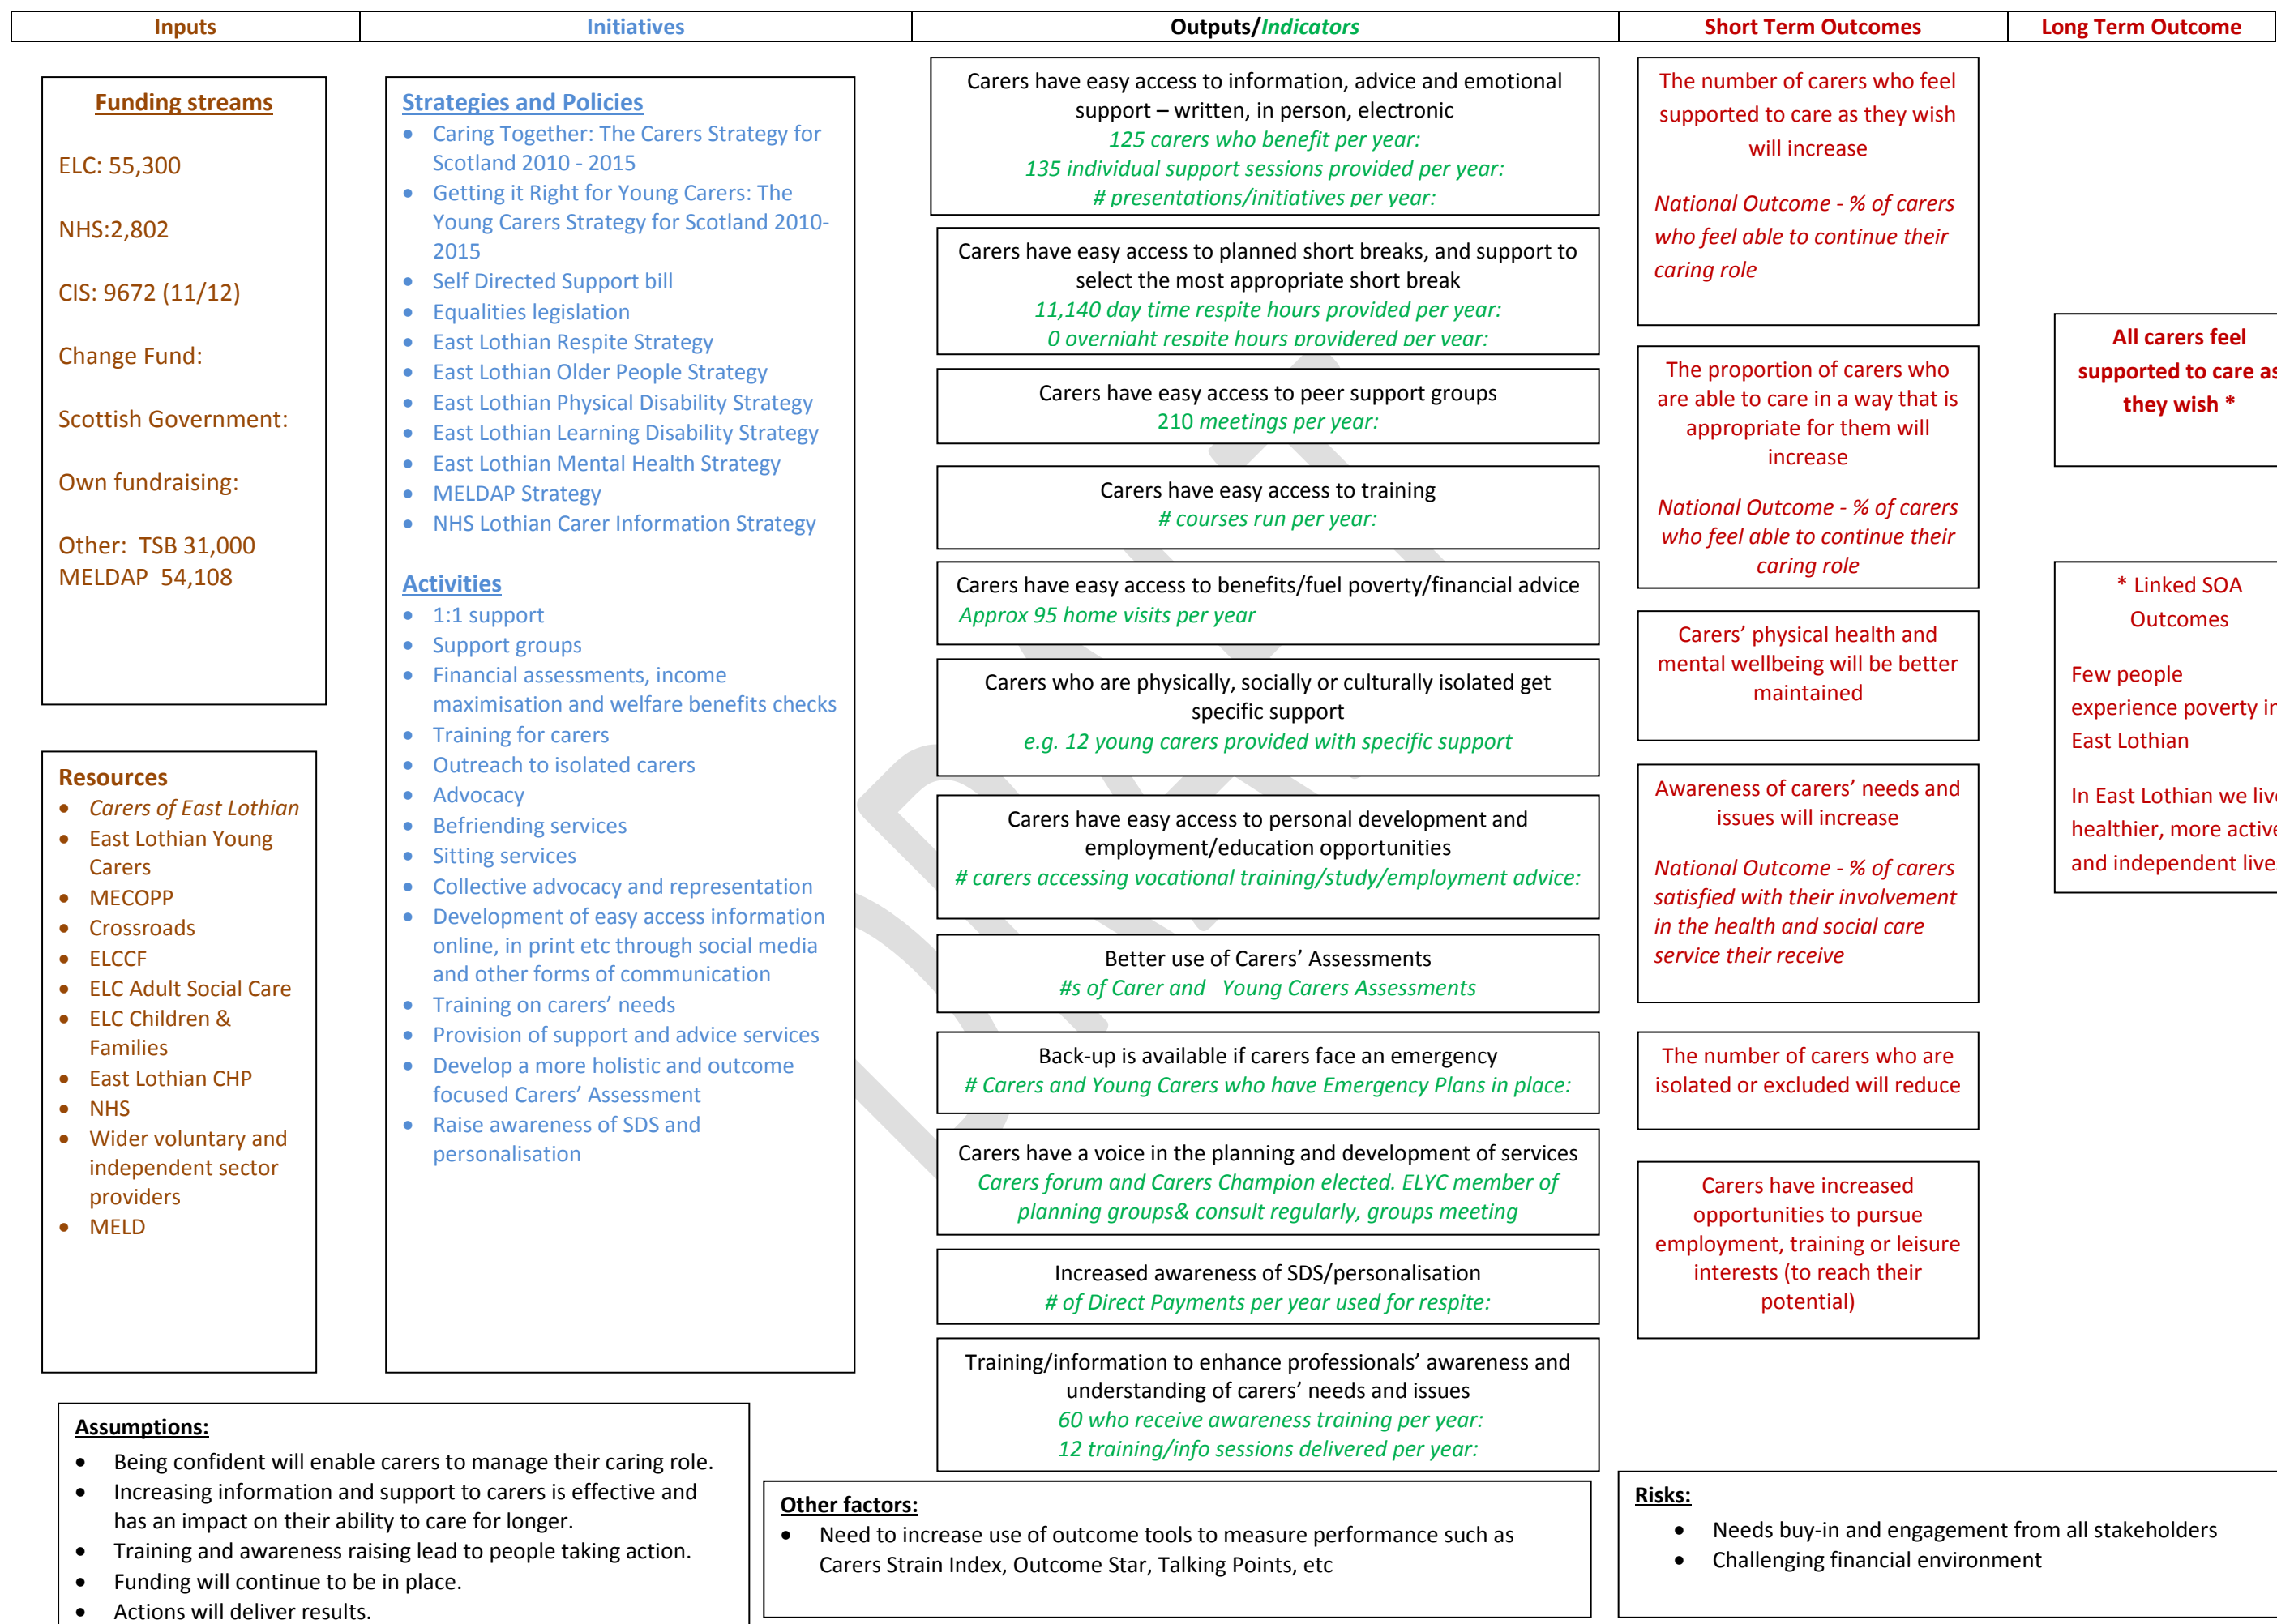 Inputs
Initiatives
Outputs/Indicators
Short Term Outcomes
Long Term Outcome
Funding streams
ELC: 55,300
NHS:2,802
CIS: 9672 (11/12)
Change Fund:
Scottish Government:
Own fundraising:
Other:  TSB 31,000
MELDAP  54,108
Resources
• Carers of East Lothian
• East Lothian Young
Carers
• MECOPP
• Crossroads
• ELCCF
• ELC Adult Social Care
• ELC Children &
Families
• East Lothian CHP
• NHS
• Wider voluntary and
independent sector
providers
• MELD
Strategies and Policies
• Caring Together: The Carers Strategy for
Scotland 2010 - 2015
• Getting it Right for Young Carers: The
Young Carers Strategy for Scotland 2010-
2015
• Self Directed Support bill
• Equalities legislation
• East Lothian Respite Strategy
• East Lothian Older People Strategy
• East Lothian Physical Disability Strategy
• East Lothian Learning Disability Strategy
• East Lothian Mental Health Strategy
• MELDAP Strategy
• NHS Lothian Carer Information Strategy
Activities
• 1:1 support
• Support groups
• Financial assessments, income
maximisation and welfare benefits checks
• Training for carers
• Outreach to isolated carers
• Advocacy
• Befriending services
• Sitting services
• Collective advocacy and representation
• Development of easy access information
online, in print etc through social media
and other forms of communication
• Training on carers’ needs
• Provision of support and advice services
• Develop a more holistic and outcome
focused Carers’ Assessment
• Raise awareness of SDS and
personalisation
Carers have easy access to information, advice and emotional
support – written, in person, electronic
125 carers who benefit per year:
135 individual support sessions provided per year:
# presentations/initiatives per year:
Carers have easy access to planned short breaks, and support to
select the most appropriate short break
11,140 day time respite hours provided per year:
0 overnight respite hours providered per year:
Carers have easy access to peer support groups
210 meetings per year:
Carers have easy access to training
# courses run per year:
Carers have easy access to benefits/fuel poverty/financial advice
Approx 95 home visits per year
Carers who are physically, socially or culturally isolated get
specific support
e.g. 12 young carers provided with specific support
Carers have easy access to personal development and
employment/education opportunities
# carers accessing vocational training/study/employment advice:
Better use of Carers’ Assessments
#s of Carer and   Young Carers Assessments
Back-up is available if carers face an emergency
# Carers and Young Carers who have Emergency Plans in place:
Carers have a voice in the planning and development of services
Carers forum and Carers Champion elected. ELYC member of
planning groups& consult regularly, groups meeting
Increased awareness of SDS/personalisation
# of Direct Payments per year used for respite:
Training/information to enhance professionals’ awareness and
understanding of carers’ needs and issues
60 who receive awareness training per year:
12 training/info sessions delivered per year:
The number of carers who feel
supported to care as they wish
will increase
National Outcome - % of carers
who feel able to continue their
caring role
The proportion of carers who
are able to care in a way that is
appropriate for them will
increase
National Outcome - % of carers
who feel able to continue their
caring role
Carers’ physical health and
mental wellbeing will be better
maintained
Awareness of carers’ needs and
issues will increase
National Outcome - % of carers
satisfied with their involvement
in the health and social care
service their receive
The number of carers who are
isolated or excluded will reduce
Carers have increased
opportunities to pursue
employment, training or leisure
interests (to reach their
potential)
All carers feel
supported to care as
they wish *
* Linked SOA
Outcomes
Few people
experience poverty in
East Lothian
In East Lothian we live
healthier, more active
and independent live
Assumptions:
• Being confident will enable carers to manage their caring role.
• Increasing information and support to carers is effective and
has an impact on their ability to care for longer.
• Training and awareness raising lead to people taking action.
• Funding will continue to be in place.
• Actions will deliver results.
Other factors:
• Need to increase use of outcome tools to measure performance such as
Carers Strain Index, Outcome Star, Talking Points, etc
Risks:
• Needs buy-in and engagement from all stakeholders
• Challenging financial environment
DRAFT